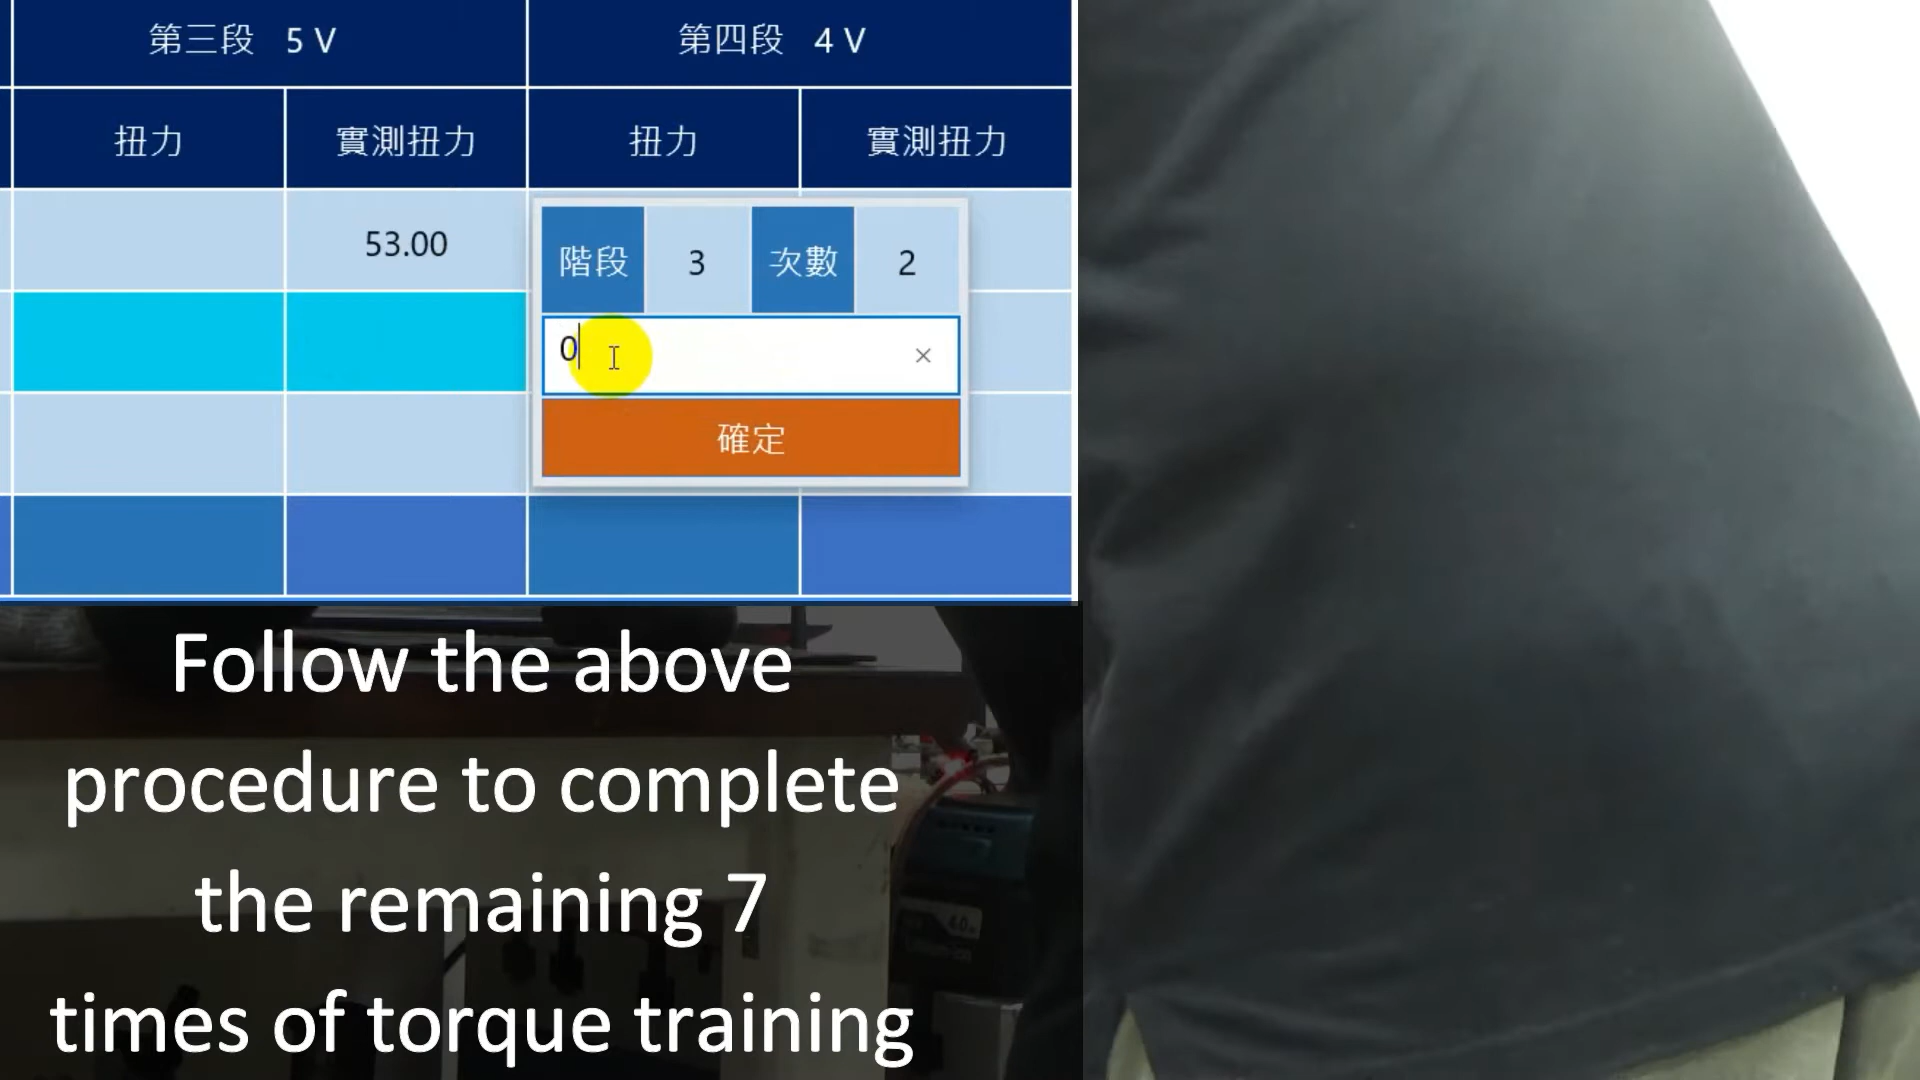 第三段 5 V
第四段 4 V
扭力
實測扭力
扭力
實測扭力
53.00
階段 3 次數 2
0
×
確定
Follow the above
procedure to complete
the remaining 7
times of torque training